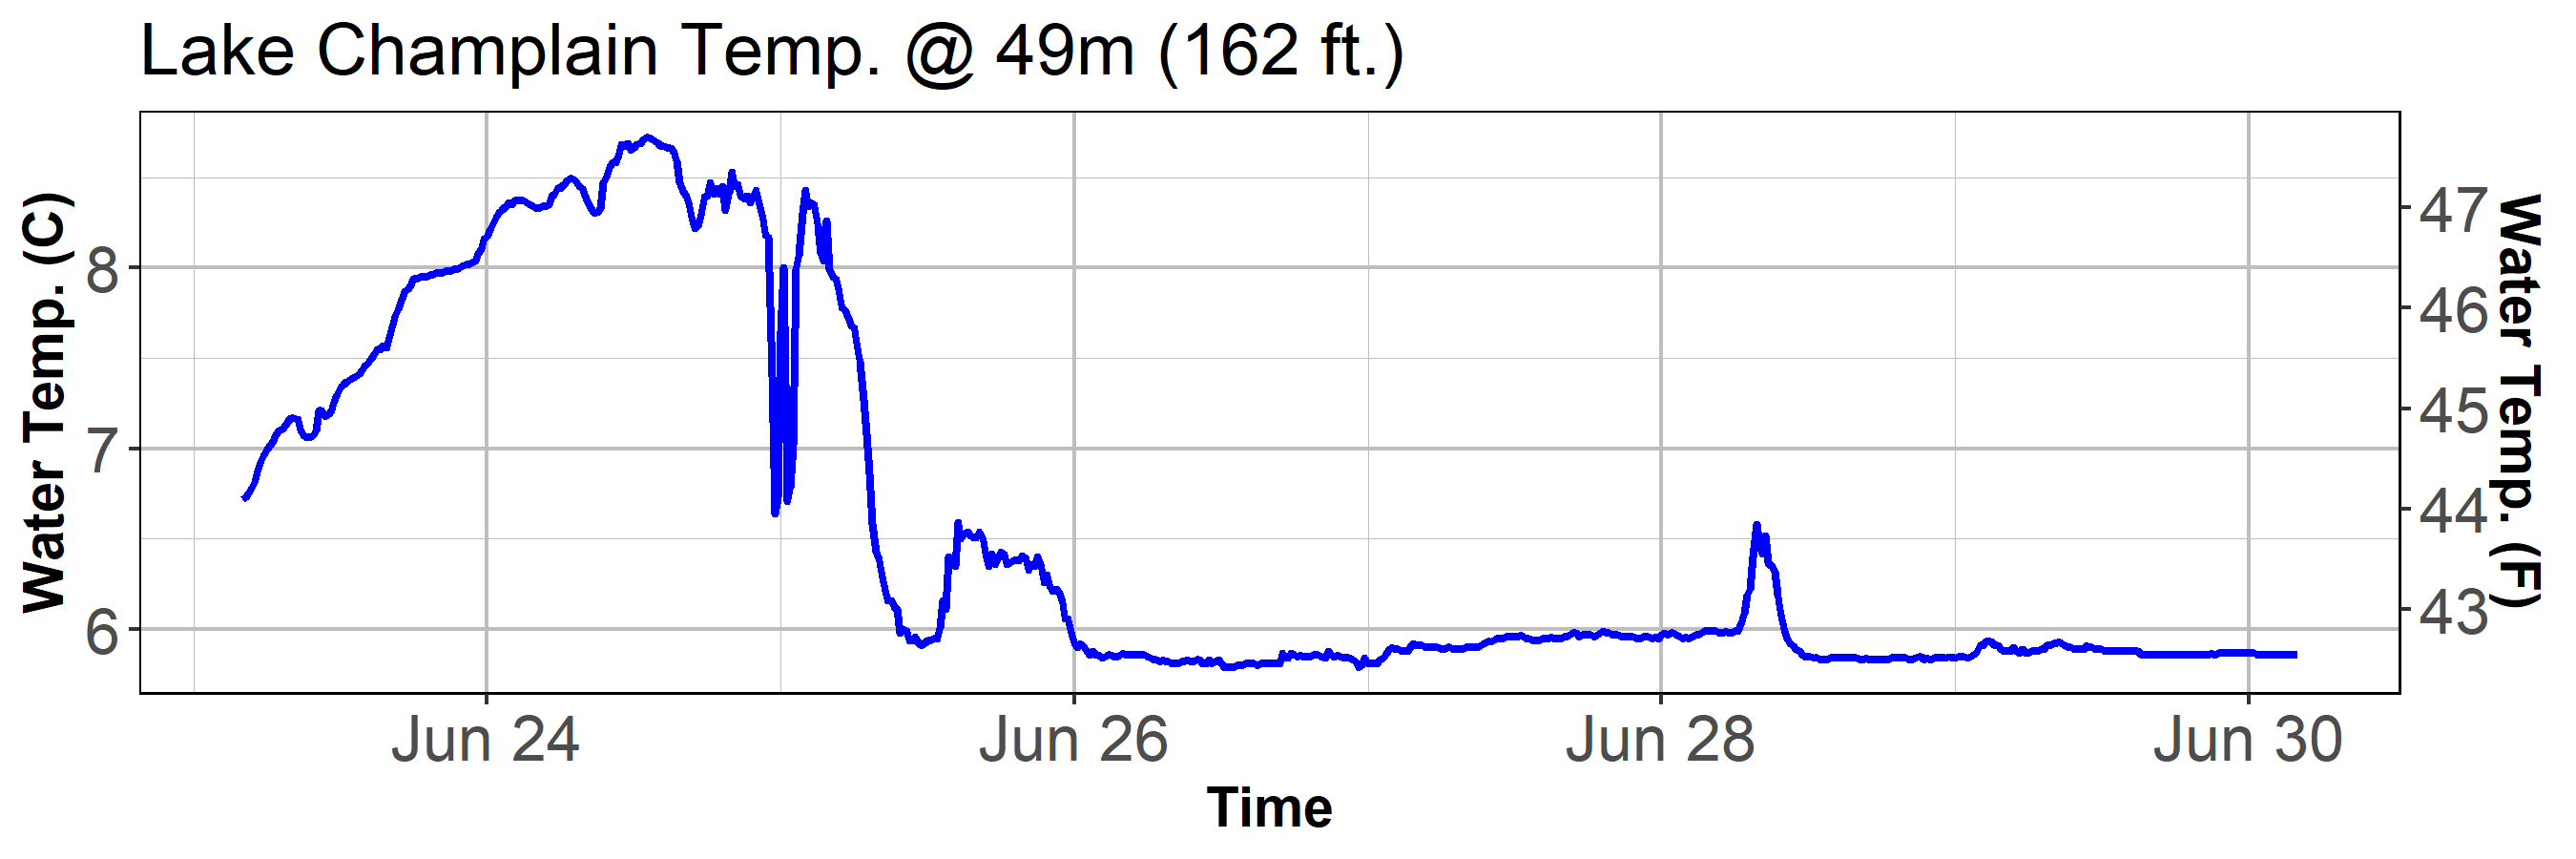 Lake Champlain Temp. @ 49m (162 ft.)
Water Temp. (C)
8
7
6
47
46
45
44
43
Water Temp. (F)
Jun 24 Jun 26 Jun 28 Jun 30
Time